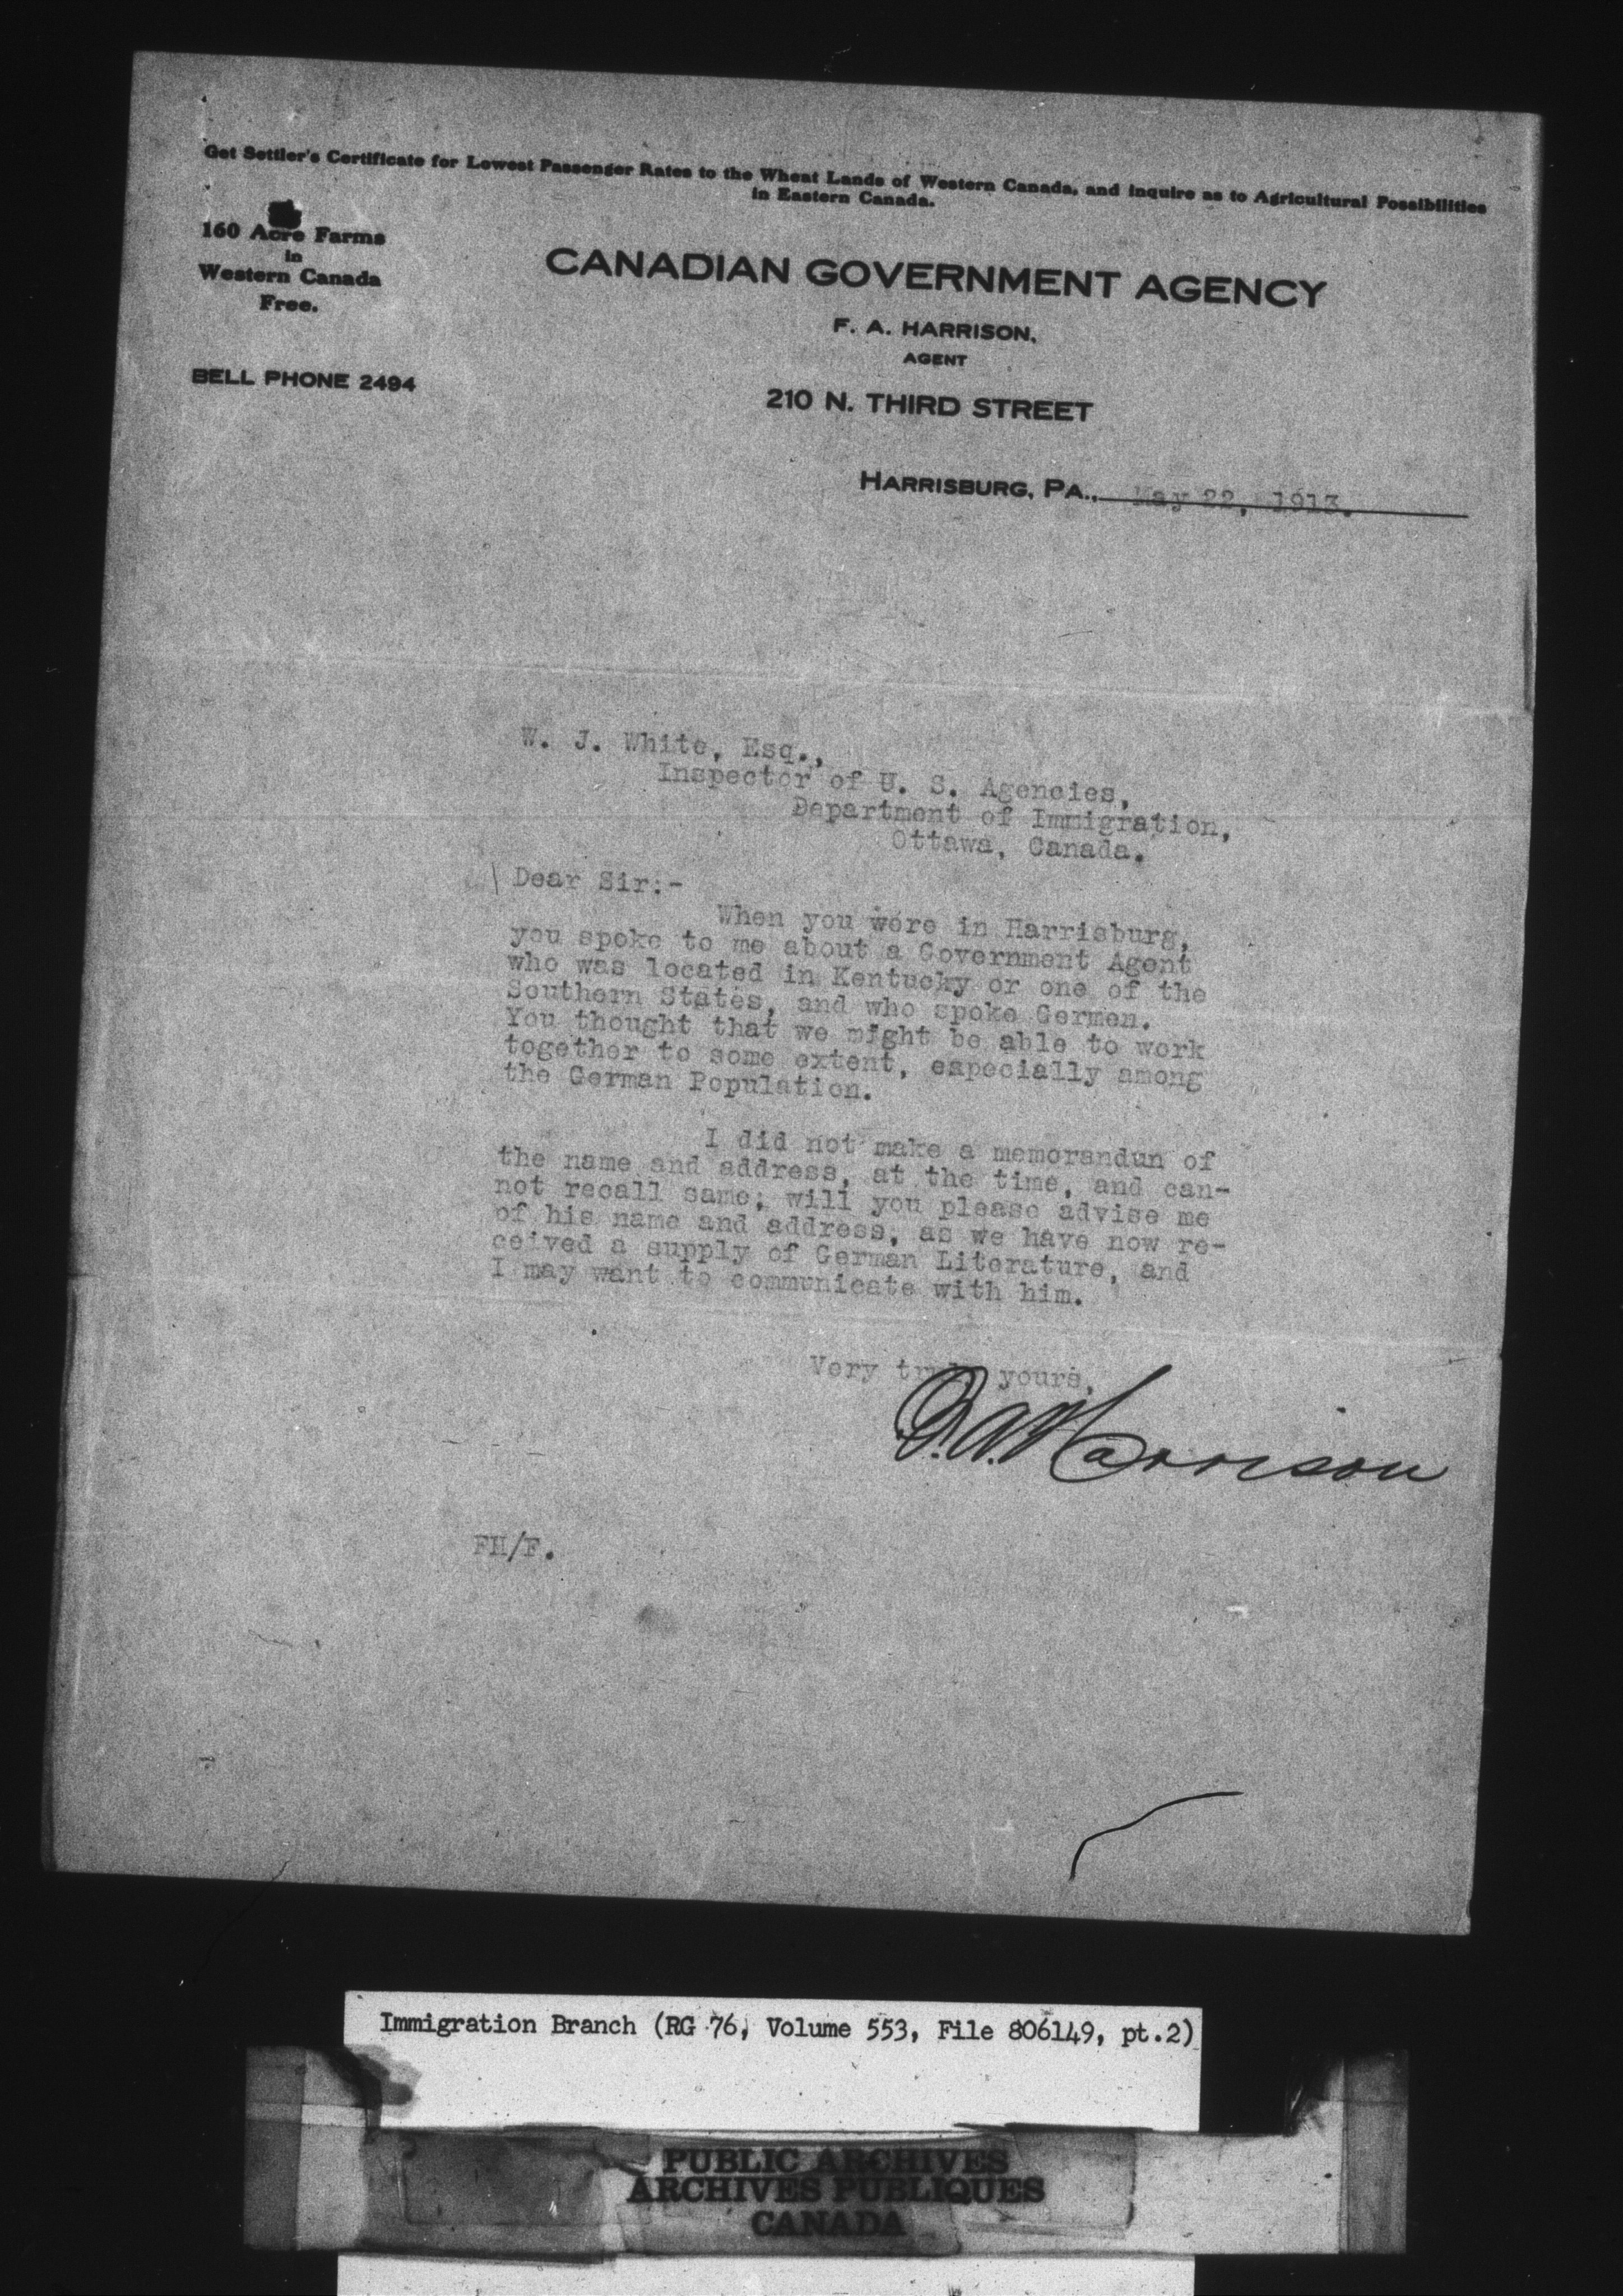 Get Settler's Certificate for Lowest Passenger Rates to the Wheat Lands of Western Canada, and Inquire as to Agricultural Possibilities
in Eastern Canada.
160 Acre Farms
in
Western Canada
Free.
BELL PHONE 2494
CANADIAN GOVERNMENT AGENCY
F. A. HARRISON,
AGENT
210 N. THIRD STREET
HARRISBURG, PA., May 22, 1913.
W. J. White, Esq.,
Inspector of U. S. Agencies,
Department of Immigration,
Ottawa, Canada.
Dear Sir:-
When you were in Harrisburg,
you spoke to me about a Government Agent
who was located in Kentucky or one of the
Southern States, and who spoke Germen.
You thought that we might be able to work
together to some extent, especially among
the German Population.
I did not make a memorandun of
the name and address, at the time, and can-
not recall same; will you please advise me
of his name and address, as we have now re-
ceived a supply of German Literature, and
I may want to communicate with him.
Very truly yours,
F. A. Harrison
FH/F.
Immigration Branch (RG 76, Volume 553, File 806149, pt.2)
PUBLIC ARCHIVES
ARCHIVES PUBLIQUES
CANADA